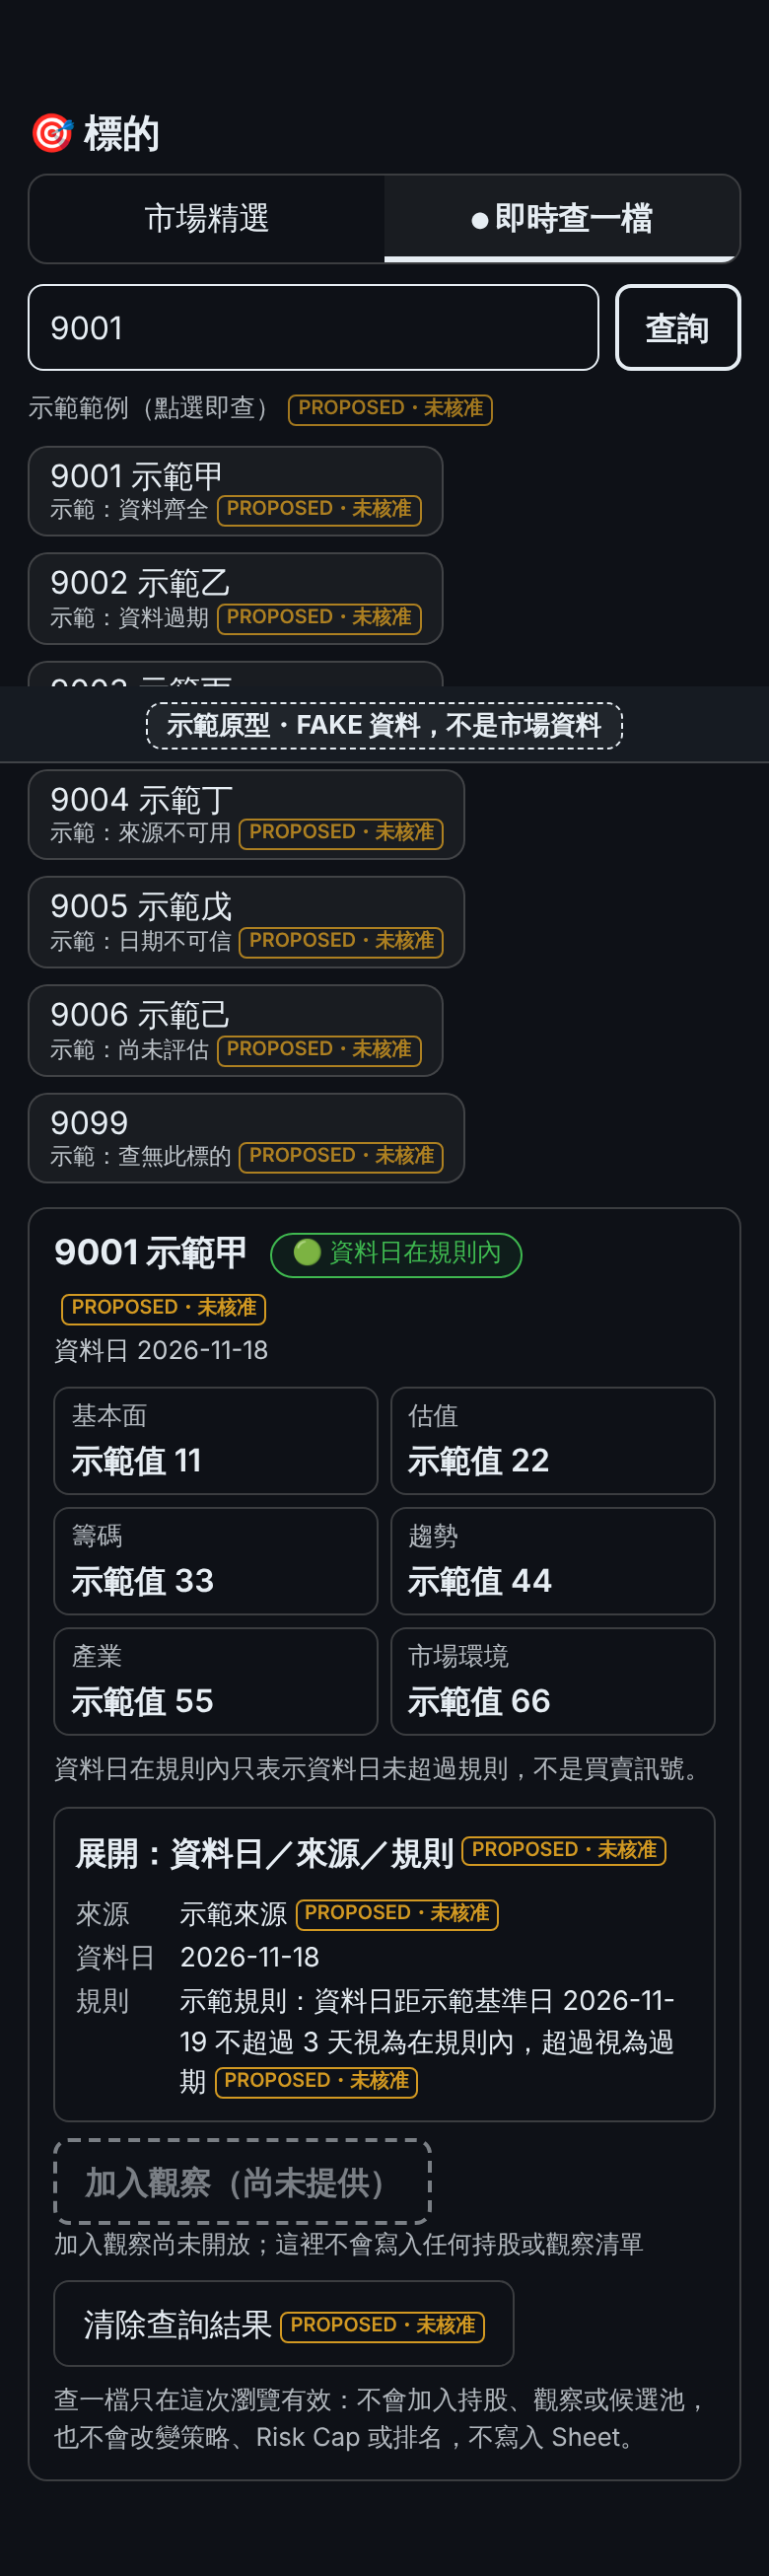 🎯 標的
市場精選
●即時查一檔
9001
查詢
示範範例（點選即查） PROPOSED・未核准
9001 示範甲
示範：資料齊全 PROPOSED・未核准
9002 示範乙
示範：資料過期 PROPOSED・未核准
示範原型・FAKE 資料，不是市場資料
9004 示範丁
示範：來源不可用 PROPOSED・未核准
9005 示範戊
示範：日期不可信 PROPOSED・未核准
9006 示範己
示範：尚未評估 PROPOSED・未核准
9099
示範：查無此標的 PROPOSED・未核准
9001 示範甲 🟢 資料日在規則內
PROPOSED・未核准
資料日 2026-11-18
基本面
示範值 11
估值
示範值 22
籌碼
示範值 33
趨勢
示範值 44
產業
示範值 55
市場環境
示範值 66
資料日在規則內只表示資料日未超過規則，不是買賣訊號。
展開：資料日／來源／規則 PROPOSED・未核准
來源 示範來源 PROPOSED・未核准
資料日 2026-11-18
規則 示範規則：資料日距示範基準日 2026-11-
19 不超過 3 天視為在規則內，超過視為過
期 PROPOSED・未核准
加入觀察（尚未提供）
加入觀察尚未開放；這裡不會寫入任何持股或觀察清單
清除查詢結果 PROPOSED・未核准
查一檔只在這次瀏覽有效：不會加入持股、觀察或候選池，
也不會改變策略、Risk Cap 或排名，不寫入 Sheet。